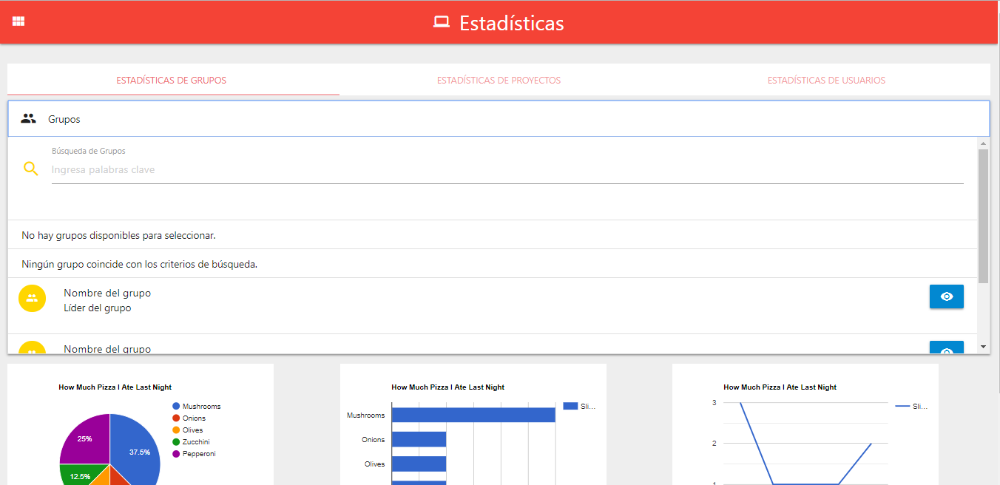 Estadísticas
ESTADÍSTICAS DE GRUPOS
ESTADÍSTICAS DE PROYECTOS
ESTADÍSTICAS DE USUARIOS
Grupos
Búsqueda de Grupos
Ingresa palabras clave
No hay grupos disponibles para seleccionar.
Ningún grupo coincide con los criterios de búsqueda.
Nombre del grupo
Líder del grupo
Nombre del grupo
How Much Pizza I Ate Last Night
Mushrooms
Onions
Olives
Zucchini
Pepperoni
25%
37.5%
12.5%
How Much Pizza I Ate Last Night
Sli...
Mushrooms
Onions
Olives
How Much Pizza I Ate Last Night
Sli...
3
2
1